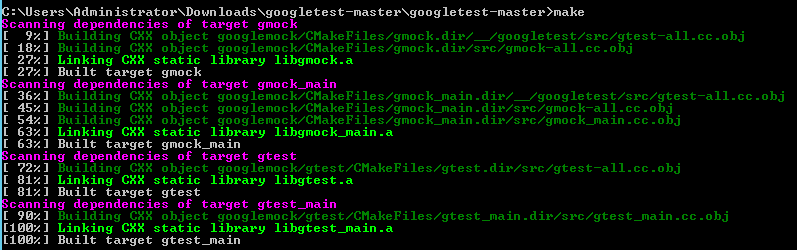 C:\Users\Administrator\Downloads\googletest-master\googletest-master>make
Scanning dependencies of target gmock
[  9%] Building CXX object googlemock/CMakeFiles/gmock.dir/__/googletest/src/gtest-all.cc.obj
[ 18%] Building CXX object googlemock/CMakeFiles/gmock.dir/src/gmock-all.cc.obj
[ 27%] Linking CXX static library libgmock.a
[ 27%] Built target gmock
Scanning dependencies of target gmock_main
[ 36%] Building CXX object googlemock/CMakeFiles/gmock_main.dir/__/googletest/src/gtest-all.cc.obj
[ 45%] Building CXX object googlemock/CMakeFiles/gmock_main.dir/src/gmock-all.cc.obj
[ 54%] Building CXX object googlemock/CMakeFiles/gmock_main.dir/src/gmock_main.cc.obj
[ 63%] Linking CXX static library libgmock_main.a
[ 63%] Built target gmock_main
Scanning dependencies of target gtest
[ 72%] Building CXX object googlemock/gtest/CMakeFiles/gtest.dir/src/gtest-all.cc.obj
[ 81%] Linking CXX static library libgtest.a
[ 81%] Built target gtest
Scanning dependencies of target gtest_main
[ 90%] Building CXX object googlemock/gtest/CMakeFiles/gtest_main.dir/src/gtest_main.cc.obj
[100%] Linking CXX static library libgtest_main.a
[100%] Built target gtest_main